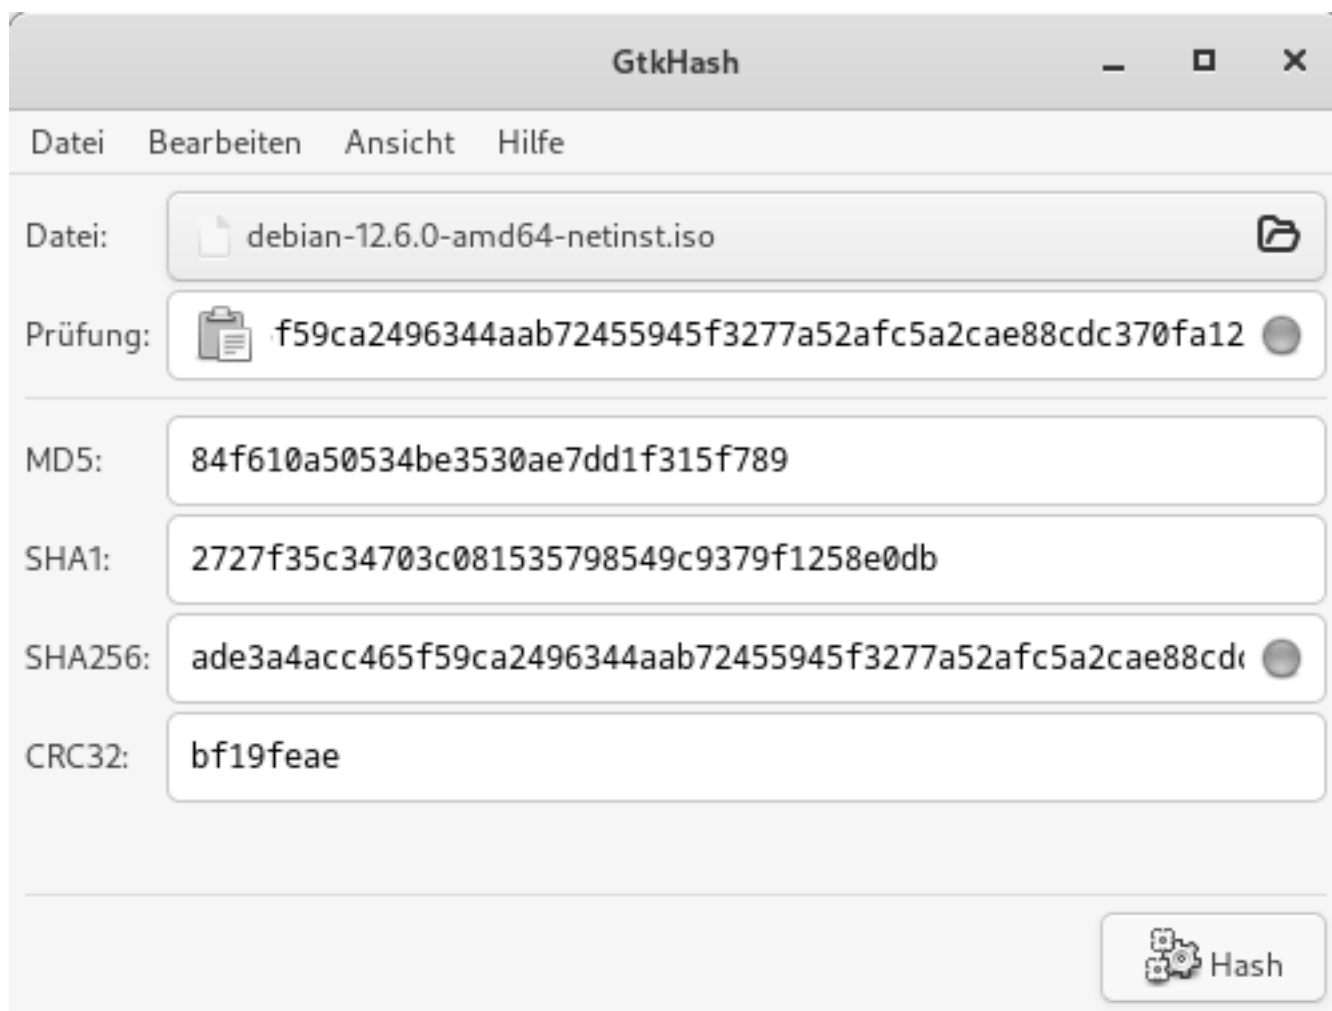 GtkHash
Datei Bearbeiten Ansicht Hilfe
Datei: debian-12.6.0-amd64-netinst.iso
Prüfung: f59ca2496344aab72455945f3277a52afc5a2cae88cdc370fa12
MD5: 84f610a50534be3530ae7dd1f315f789
SHA1: 2727f35c34703c081535798549c9379f1258e0db
SHA256: ade3a4acc465f59ca2496344aab72455945f3277a52afc5a2cae88cdc
CRC32: bf19feae
Hash